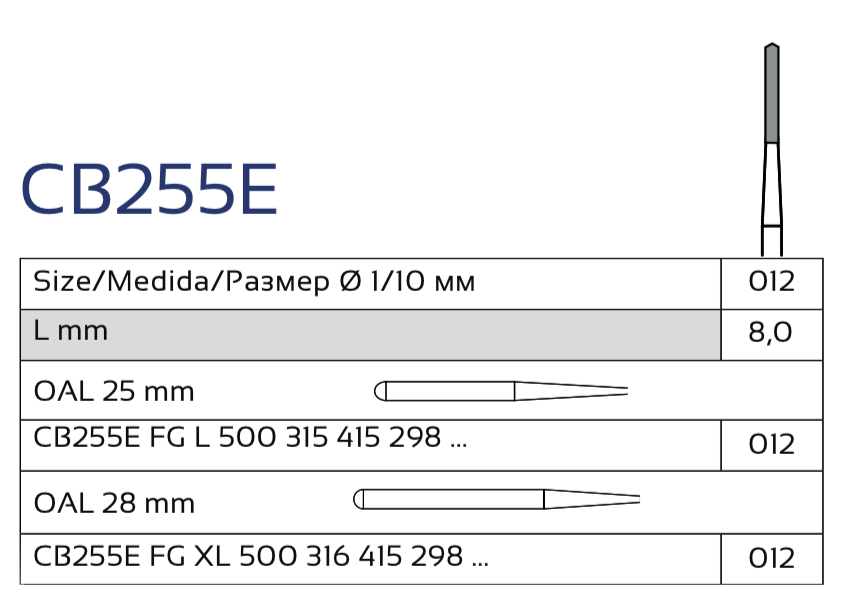 CB255E
Size/Medida/Размер Ø 1/10 мм 012
L mm 8,0
OAL 25 mm
CB255E FG L 500 315 415 298 ... 012
OAL 28 mm
CB255E FG XL 500 316 415 298 ... 012